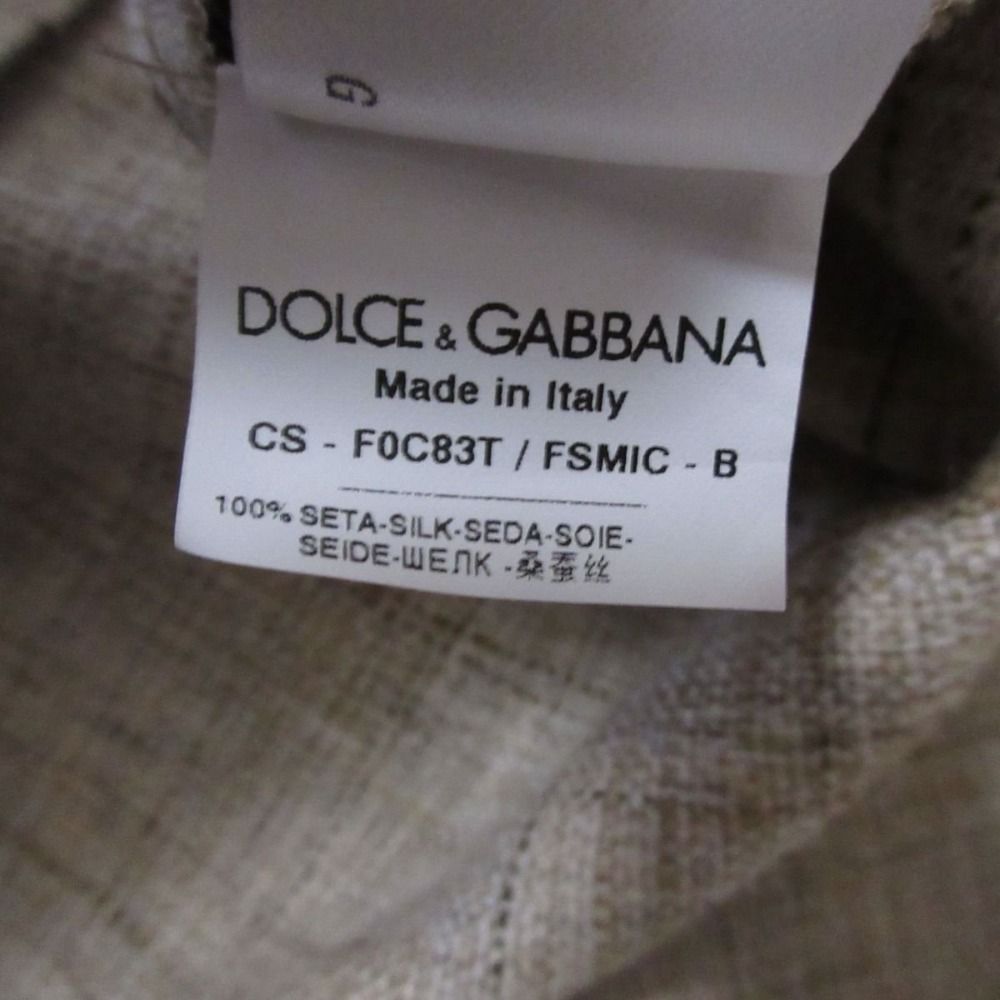 G
DOLCE & GABBANA
Made in Italy
CS - F0C83T / FSMIC - B
100% SETA-SILK-SEDA-SOIE-
SEIDE-ШЕЛК -桑蚕丝